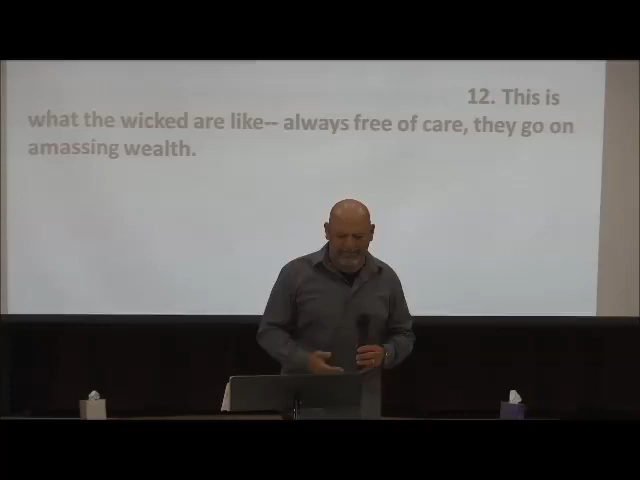 12. This is
what the wicked are like-- always free of care, they go on
amassing wealth.